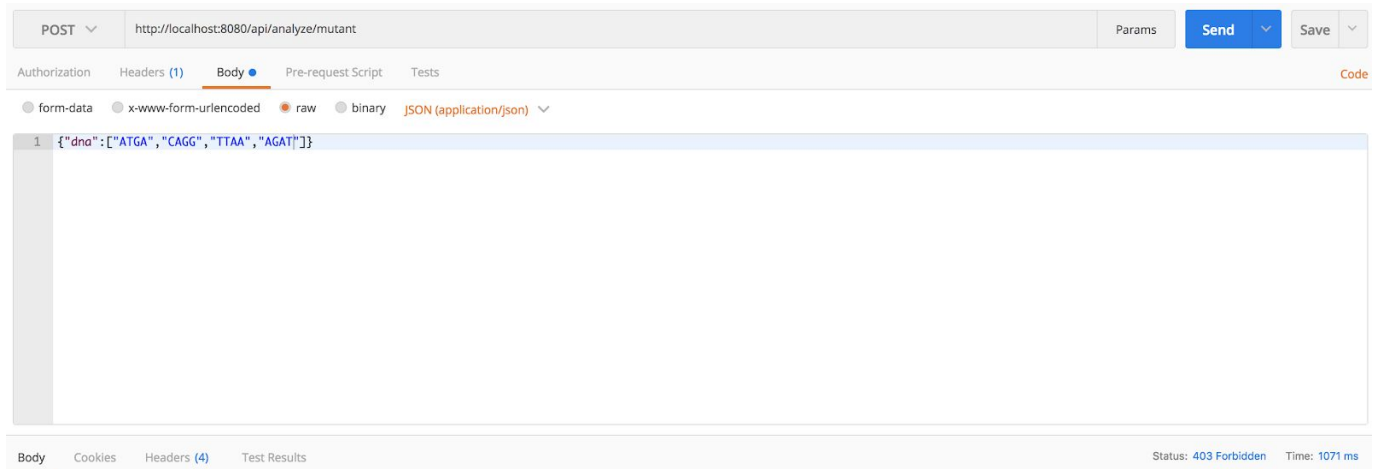 POST http://localhost:8080/api/analyze/mutant Params Send Save
Authorization Headers (1) Body Pre-request Script Tests Code
form-data x-www-form-urlencoded raw binary JSON (application/json)
1 {"dna":["ATGA","CAGG","TTAA","AGAT"]}
Body Cookies Headers (4) Test Results Status: 403 Forbidden Time: 1071 ms